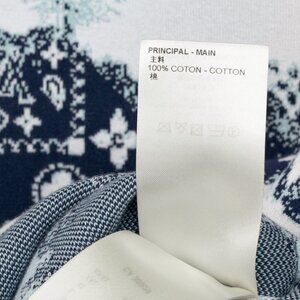 PRINCIPAL - MAIN
主料
100% COTON - COTTON
棉